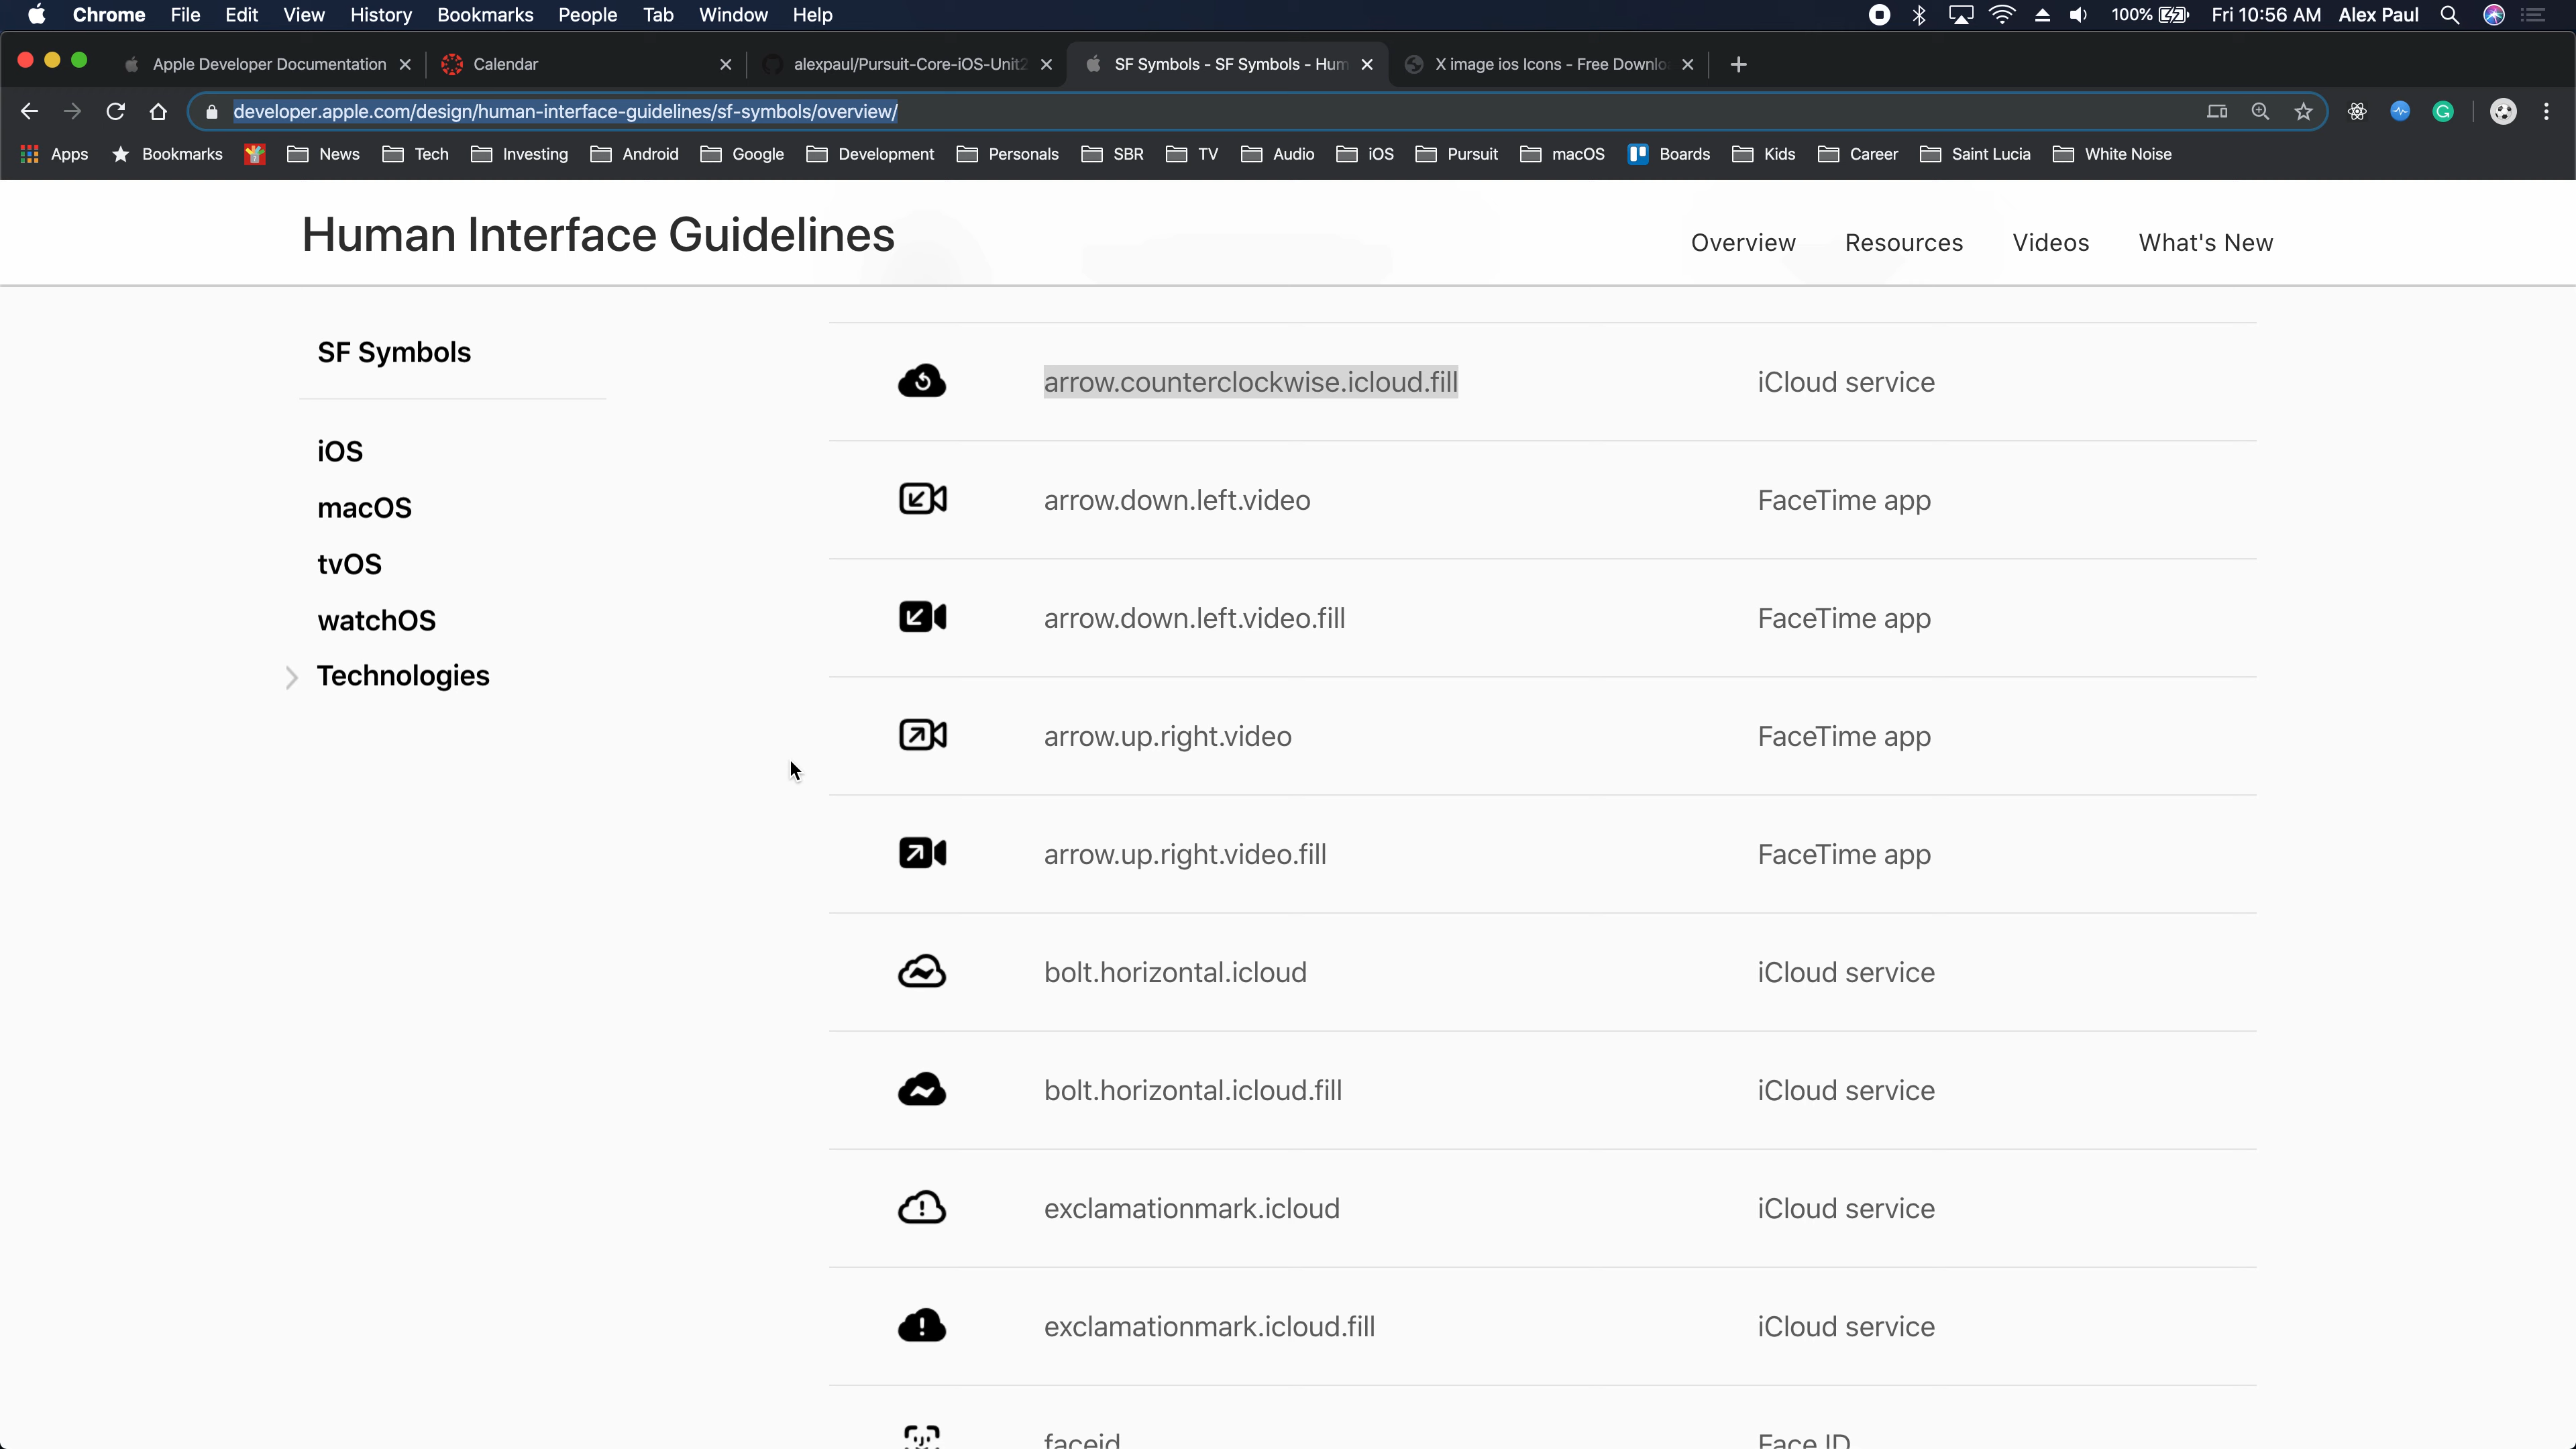 Chrome File Edit View History Bookmarks People Tab Window Help 100% Fri 10:56 AM Alex Paul
Apple Developer Documentation Calendar alexpaul/Pursuit-Core-iOS-Unit2 SF Symbols - SF Symbols - Hum X image ios Icons - Free Downlo
developer.apple.com/design/human-interface-guidelines/sf-symbols/overview/
Apps Bookmarks News Tech Investing Android Google Development Personals SBR TV Audio iOS Pursuit macOS Boards Kids Career Saint Lucia White Noise
Human Interface Guidelines
Overview Resources Videos What's New
SF Symbols
iOS
macOS
tvOS
watchOS
Technologies
arrow.counterclockwise.icloud.fill iCloud service
arrow.down.left.video FaceTime app
arrow.down.left.video.fill FaceTime app
arrow.up.right.video FaceTime app
arrow.up.right.video.fill FaceTime app
bolt.horizontal.icloud iCloud service
bolt.horizontal.icloud.fill iCloud service
exclamationmark.icloud iCloud service
exclamationmark.icloud.fill iCloud service
faceid Face ID